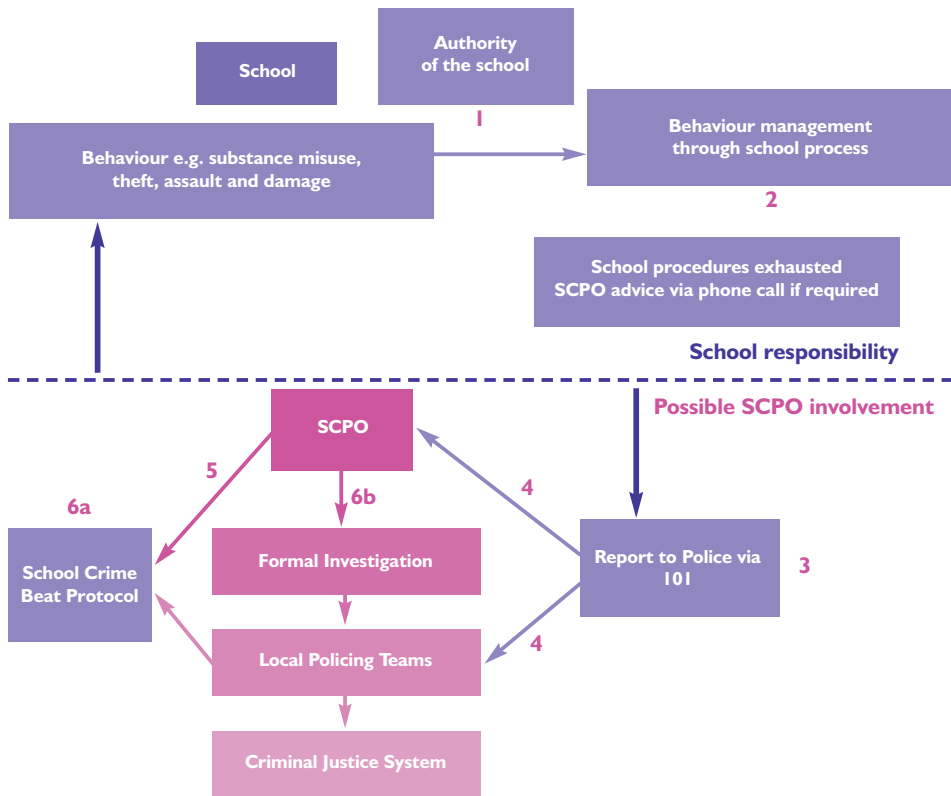 School
Authority
of the school
1
Behaviour e.g. substance misuse,
theft, assault and damage
Behaviour management
through school process
2
School procedures exhausted
SCPO advice via phone call if required
School responsibility
Possible SCPO involvement
SCPO
5
4
6a
6b
School Crime
Beat Protocol
Formal Investigation
Report to Police via
101
3
4
Local Policing Teams
Criminal Justice System